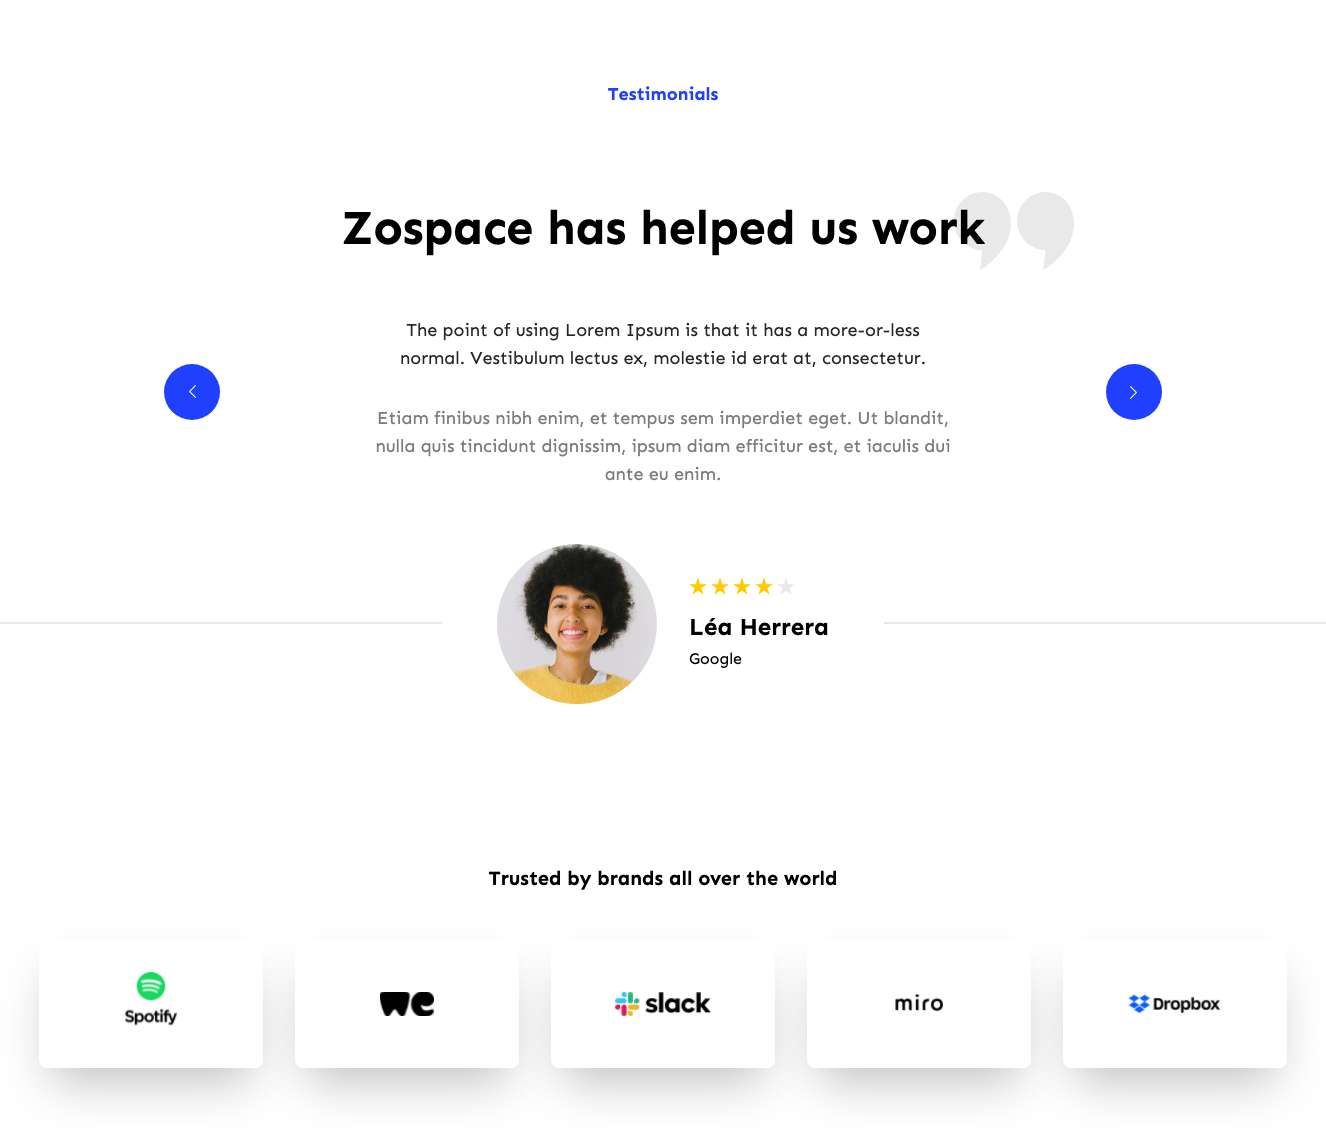 Testimonials
Zospace has helped us work
The point of using Lorem Ipsum is that it has a more-or-less
normal. Vestibulum lectus ex, molestie id erat at, consectetur.
Etiam finibus nibh enim, et tempus sem imperdiet eget. Ut blandit,
nulla quis tincidunt dignissim, ipsum diam efficitur est, et iaculis dui
ante eu enim.
Léa Herrera
Google
Trusted by brands all over the world
Spotify
we
slack
miro
Dropbox